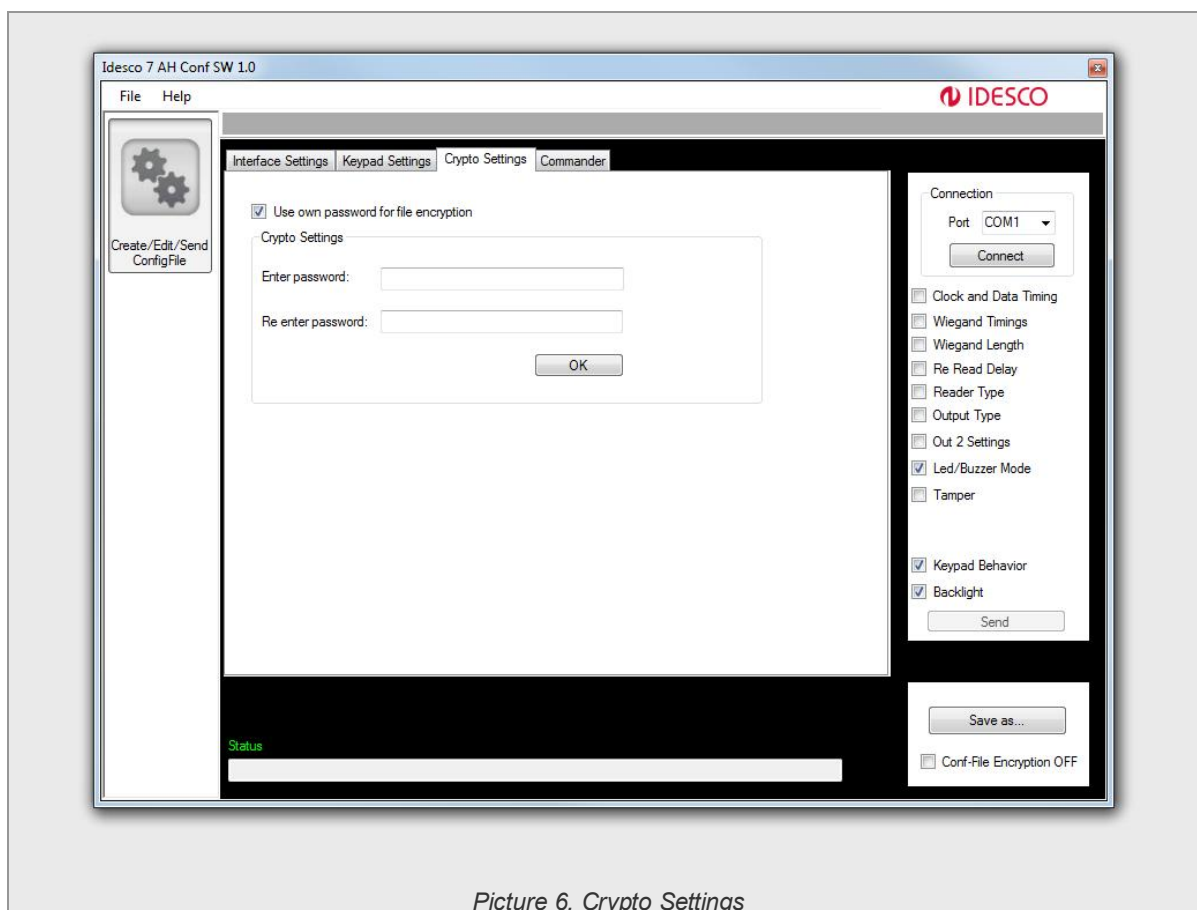 Idesco 7 AH Conf SW 1.0
File Help
IDESCO
Create/Edit/Send
ConfigFile
Interface Settings Keypad Settings Crypto Settings Commander
Use own password for file encryption
Crypto Settings
Enter password:
Re enter password:
OK
Connection
Port COM1
Connect
Clock and Data Timing
Wiegand Timings
Wiegand Length
Re Read Delay
Reader Type
Output Type
Out 2 Settings
Led/Buzzer Mode
Tamper
Keypad Behavior
Backlight
Send
Save as...
Conf-File Encryption OFF
Status
Picture 6. Crypto Settings